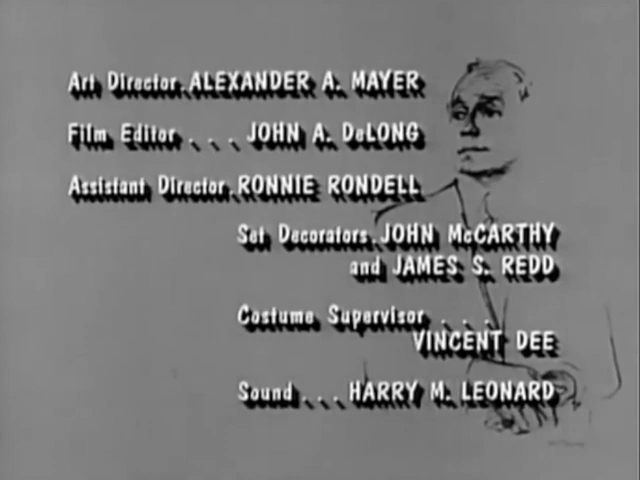 Art Director. ALEXANDER A. MAYER
Film Editor . . . JOHN A. DeLONG
Assistant Director. RONNIE RONDELL
Set Decorators. JOHN McCARTHY
and JAMES S. REDD
Costume Supervisor . . .
VINCENT DEE
Sound . . . HARRY M. LEONARD